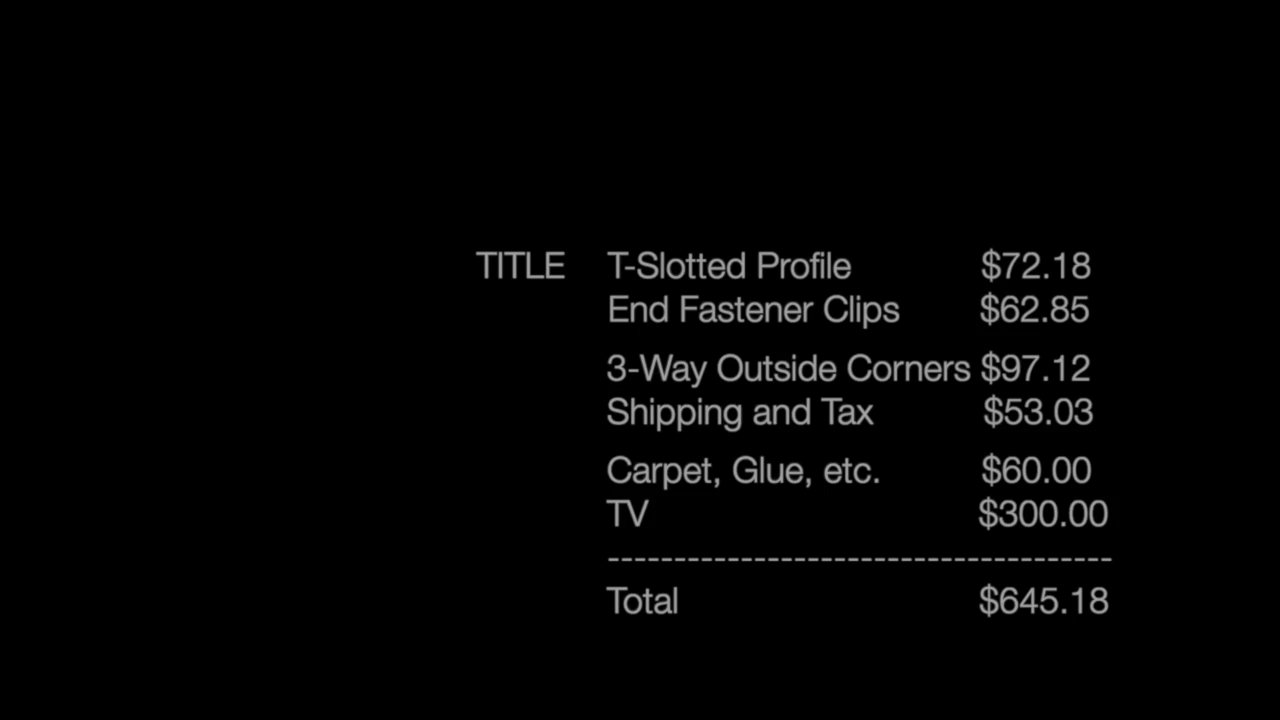 TITLE T-Slotted Profile $72.18
End Fastener Clips $62.85
3-Way Outside Corners $97.12
Shipping and Tax $53.03
Carpet, Glue, etc. $60.00
TV $300.00
--------------------------------------
Total $645.18